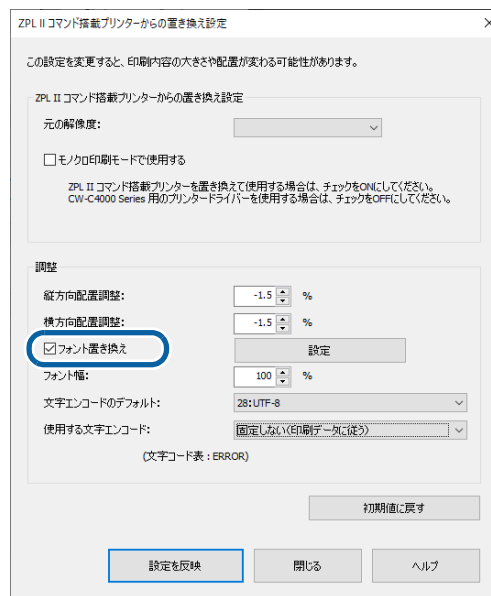 ZPL II コマンド搭載プリンターからの置き換え設定
この設定を変更すると、印刷内容の大きさや配置が変わる可能性があります。
ZPL II コマンド搭載プリンターからの置き換え設定
元の解像度:
モノクロ印刷モードで使用する
ZPL II コマンド搭載プリンターを置き換えて使用する場合は、チェックをONにしてください。
CW-C4000 Series 用のプリンタードライバーを使用する場合は、チェックをOFFにしてください。
調整
縦方向配置調整: -1.5 %
横方向配置調整: -1.5 %
フォント置き換え 設定
フォント幅: 100 %
文字エンコードのデフォルト: 28:UTF-8
使用する文字エンコード: 固定しない(印刷データに従う)
(文字コード表 : ERROR)
初期値に戻す
設定を反映 閉じる ヘルプ